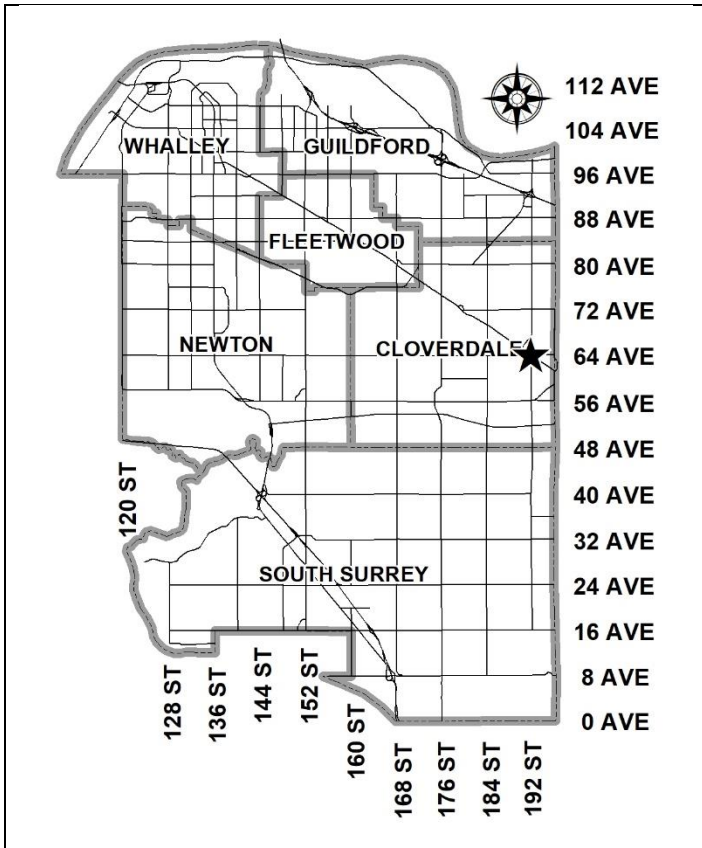 112 AVE
104 AVE
WHALLEY
GUILDFORD
96 AVE
88 AVE
FLEETWOOD
80 AVE
72 AVE
NEWTON
CLOVERDALE
64 AVE
56 AVE
48 AVE
120 ST
40 AVE
32 AVE
SOUTH SURREY
24 AVE
16 AVE
8 AVE
0 AVE
128 ST
136 ST
144 ST
152 ST
160 ST
168 ST
176 ST
184 ST
192 ST